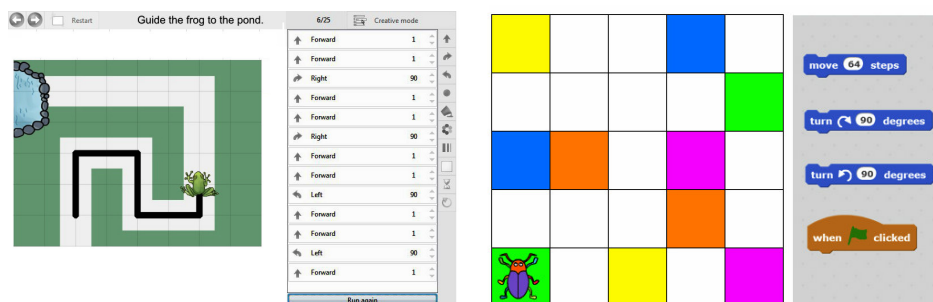 Restart
Guide the frog to the pond.
6/25
Creative mode
Forward 1
Forward 1
Right 90
Forward 1
Forward 1
Right 90
Forward 1
Forward 1
Left 90
Forward 1
Forward 1
Left 90
Forward 1
Run again
move 64 steps
turn 90 degrees
turn 90 degrees
when clicked